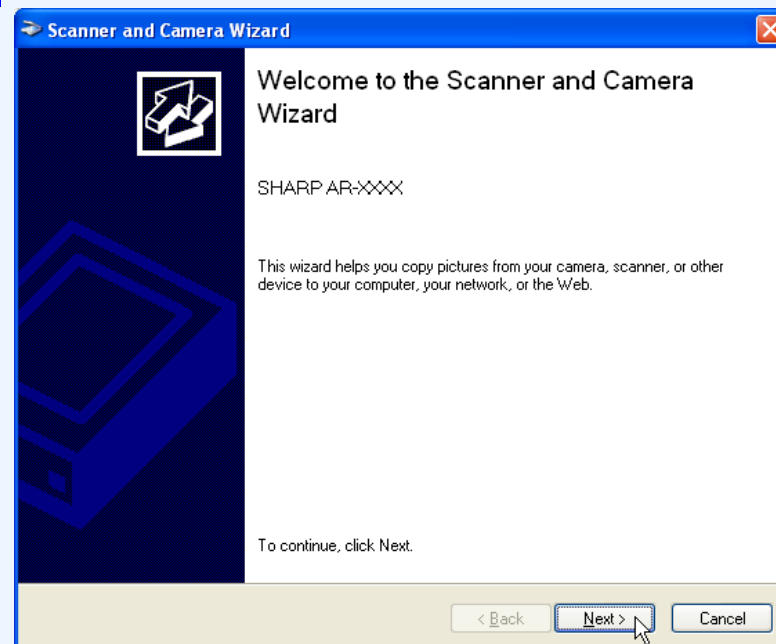 Scanner and Camera Wizard
Welcome to the Scanner and Camera
Wizard
SHARP AR-XXXX
This wizard helps you copy pictures from your camera, scanner, or other
device to your computer, your network, or the Web.
To continue, click Next.
< Back Next > Cancel